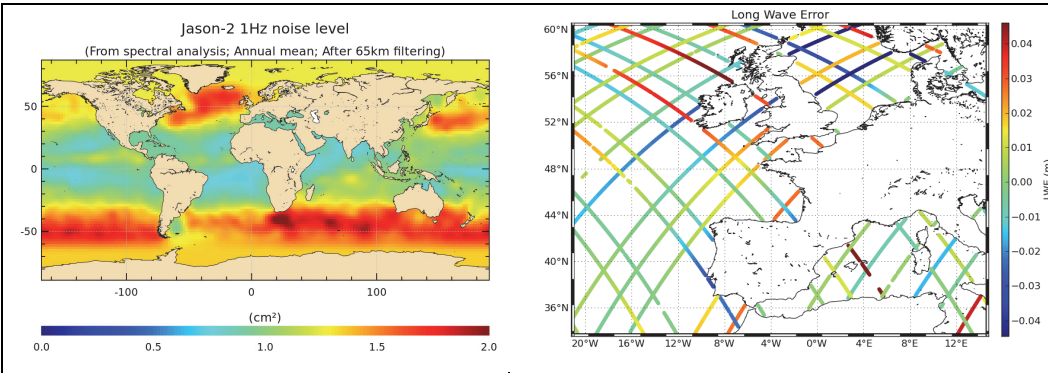 Jason-2 1Hz noise level
(From spectral analysis; Annual mean; After 65km filtering)
50
0
-50
-100 0 100
(cm²)
0.0 0.5 1.0 1.5 2.0
Long Wave Error
60°N
56°N
52°N
48°N
44°N
40°N
36°N
20°W 16°W 12°W 8°W 4°W 0°W 4°E 8°E 12°E
0.04
0.03
0.02
0.01
0.00
−0.01
−0.02
−0.03
−0.04
LWE (m)